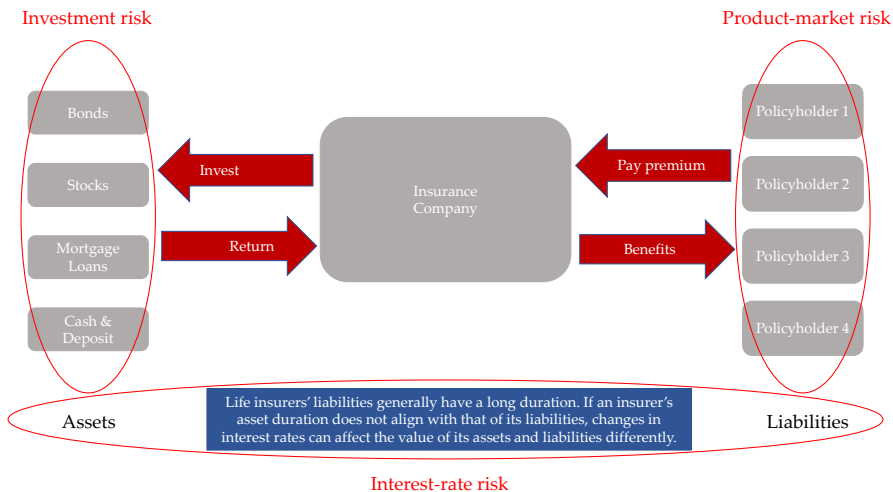 Investment risk
Product-market risk
Bonds
Stocks
Mortgage
Loans
Cash &
Deposit
Invest
Return
Insurance
Company
Pay premium
Benefits
Policyholder 1
Policyholder 2
Policyholder 3
Policyholder 4
Assets
Life insurers' liabilities generally have a long duration. If an insurer's
asset duration does not align with that of its liabilities, changes in
interest rates can affect the value of its assets and liabilities differently.
Liabilities
Interest-rate risk